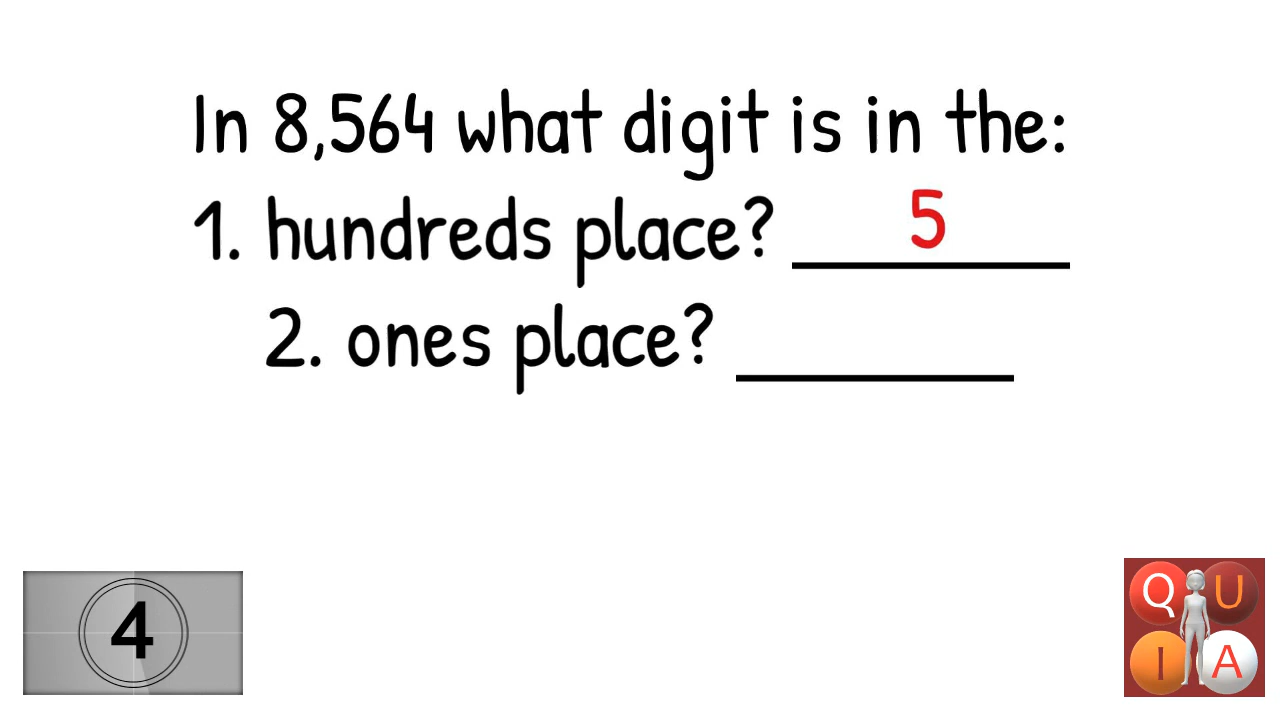 In 8,564 what digit is in the:
1. hundreds place? 5
2. ones place?
4
Q U
I A